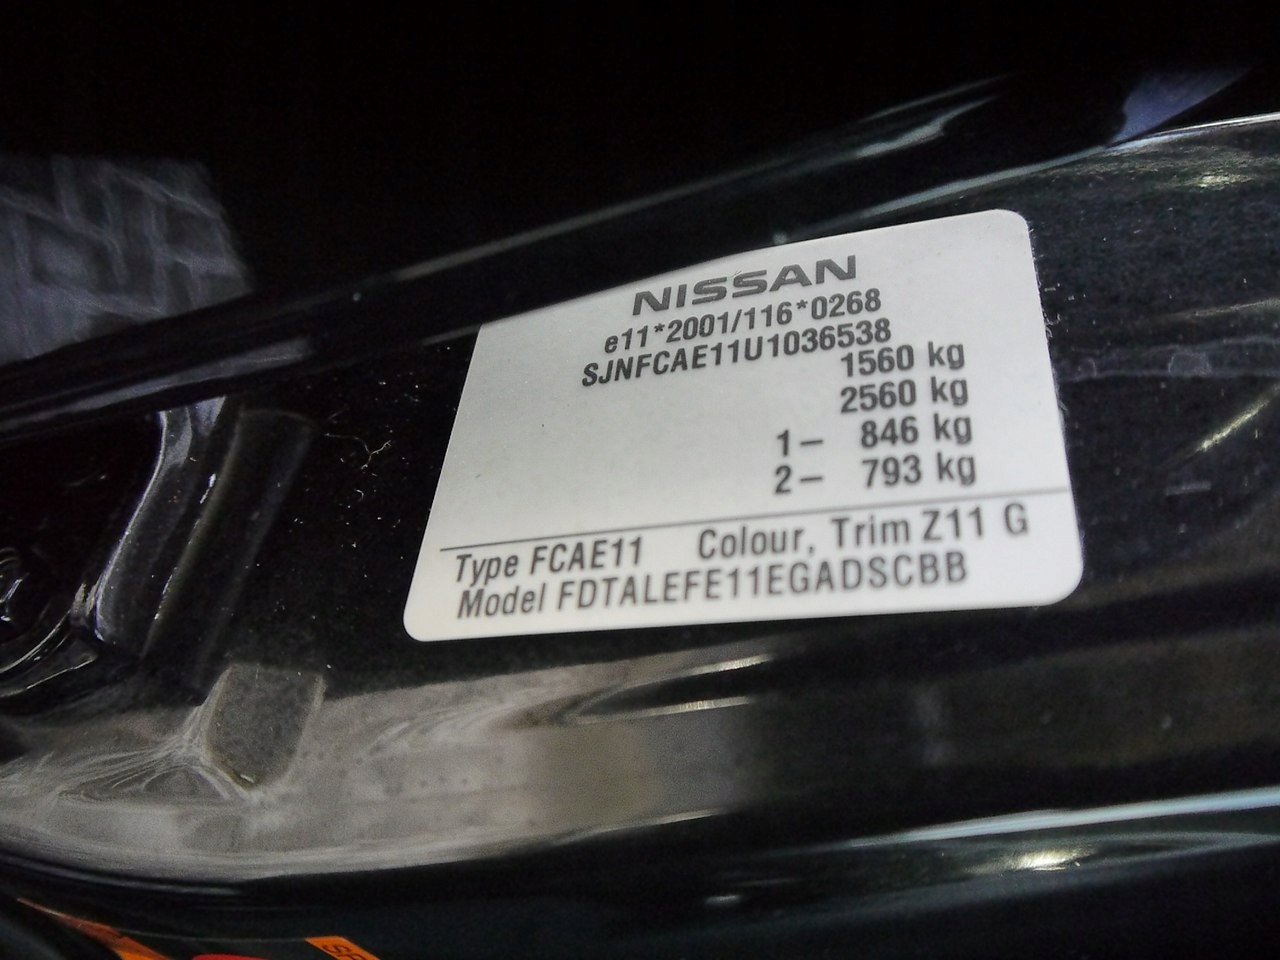 NISSAN
e11*2001/116*0268
SJNFCAE11U1036538
1560 kg
2560 kg
1– 846 kg
2– 793 kg
Type FCAE11 Colour, Trim Z11 G
Model FDTALEFE11EGADSCBB